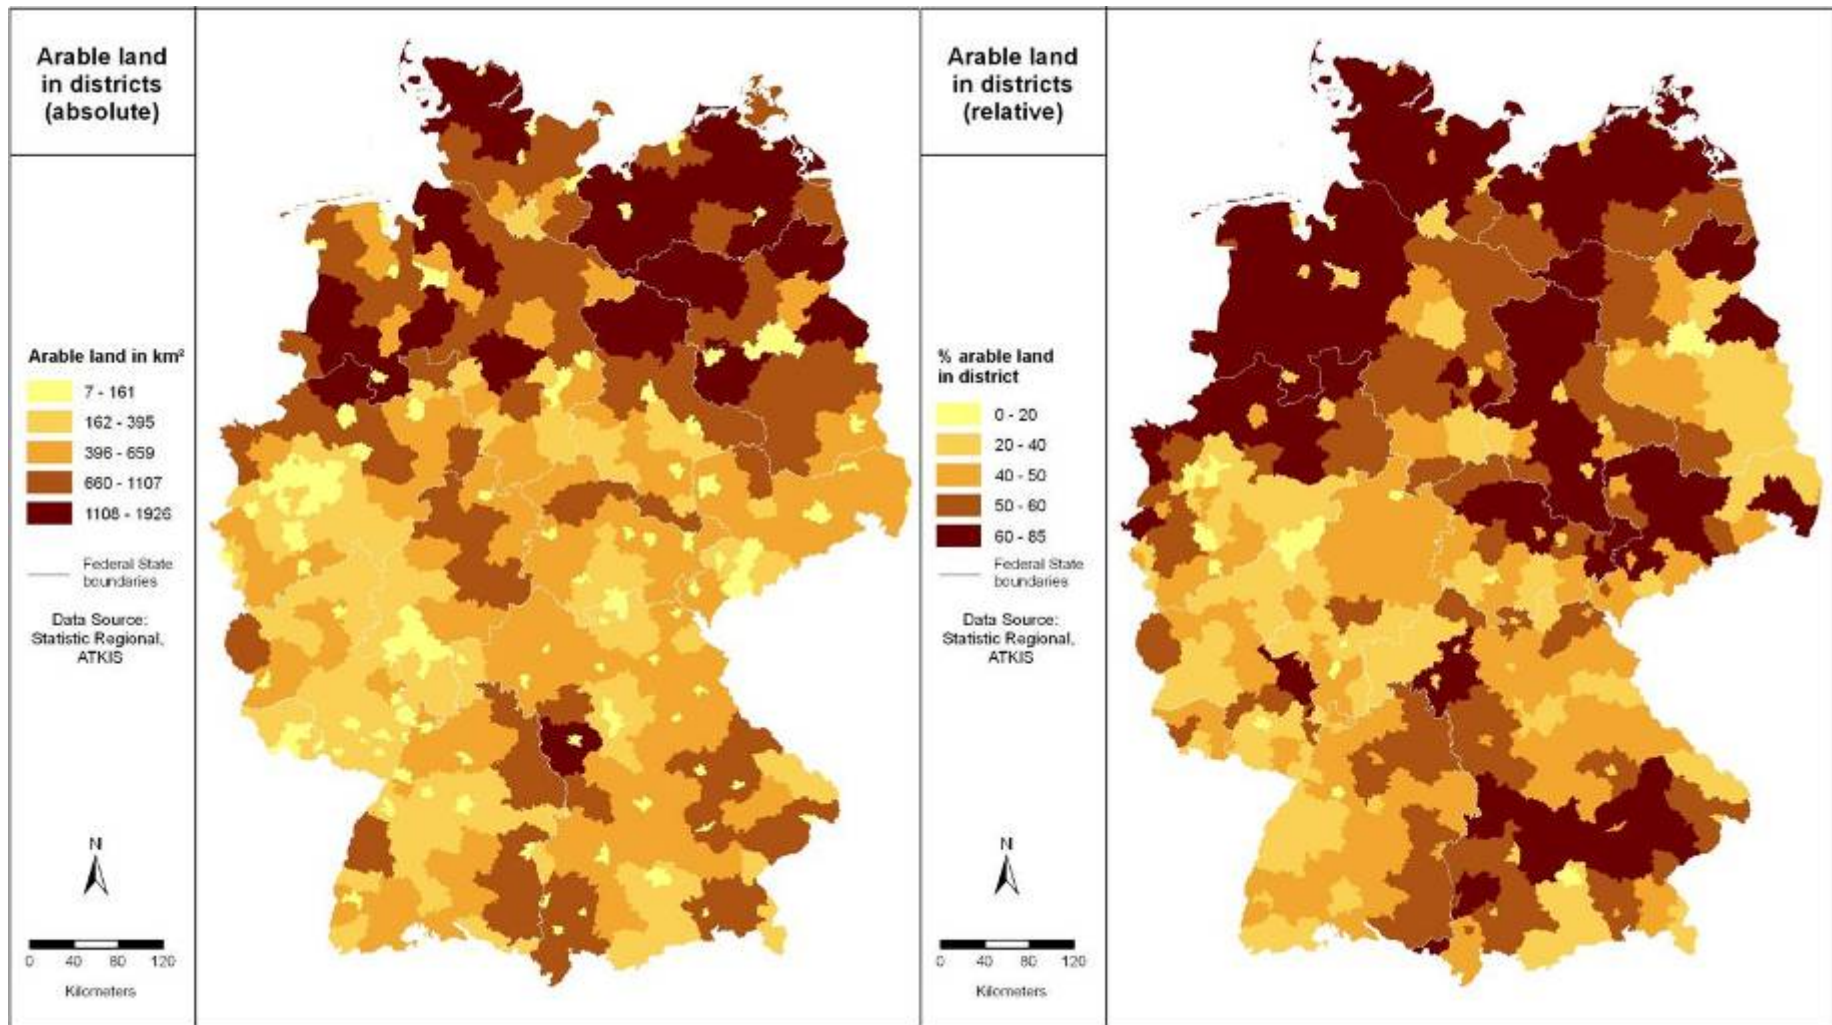 Arable land
in districts
(absolute)
Arable land in km²
7 - 161
162 - 395
396 - 659
660 - 1107
1108 - 1926
Federal State
boundaries
Data Source:
Statistic Regional,
ATKIS
N
0 40 80 120
Kilometers
Arable land
in districts
(relative)
% arable land
in district
0 - 20
20 - 40
40 - 50
50 - 60
60 - 85
Federal State
boundaries
Data Source:
Statistic Regional,
ATKIS
N
0 40 80 120
Kilometers